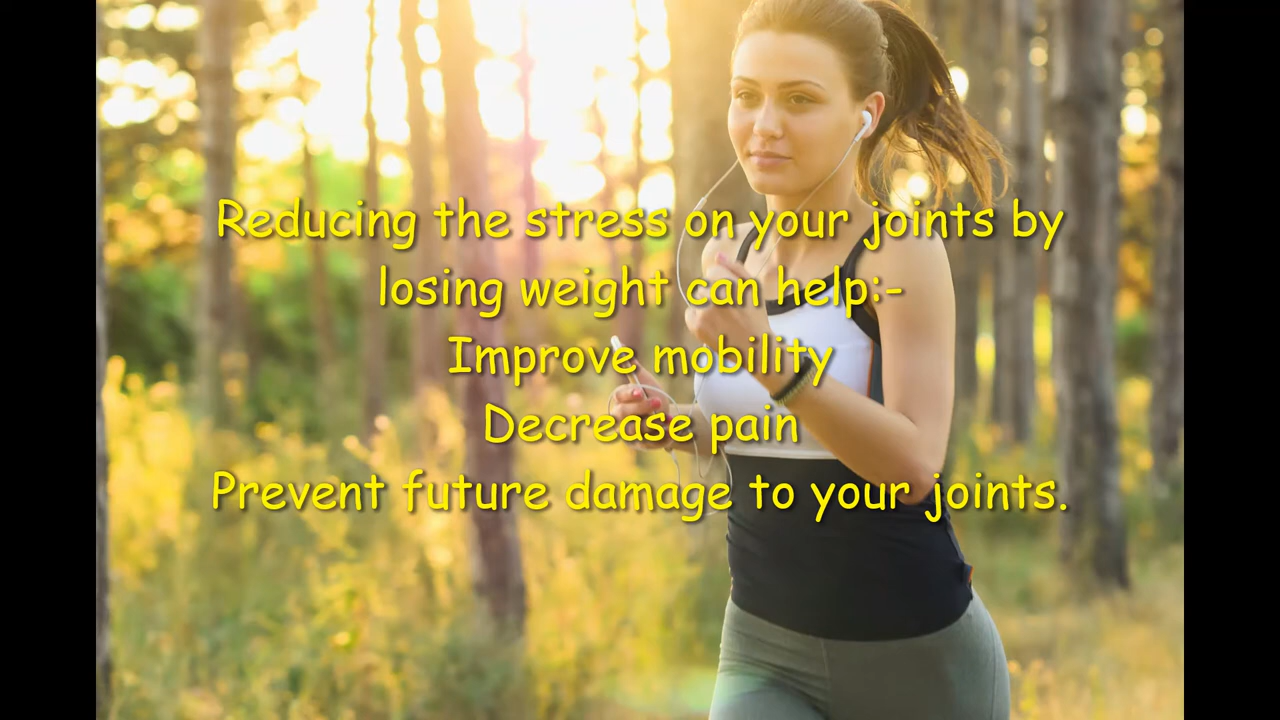 Reducing the stress on your joints by
losing weight can help:-
Improve mobility
Decrease pain
Prevent future damage to your joints.